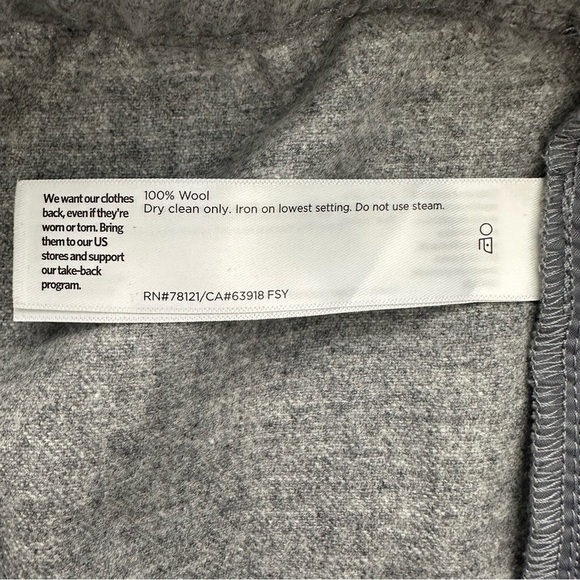 We want our clothes
back, even if they're
worn or torn. Bring
them to our US
stores and support
our take-back
program.
100% Wool
Dry clean only. Iron on lowest setting. Do not use steam.
RN#78121/CA#63918 FSY